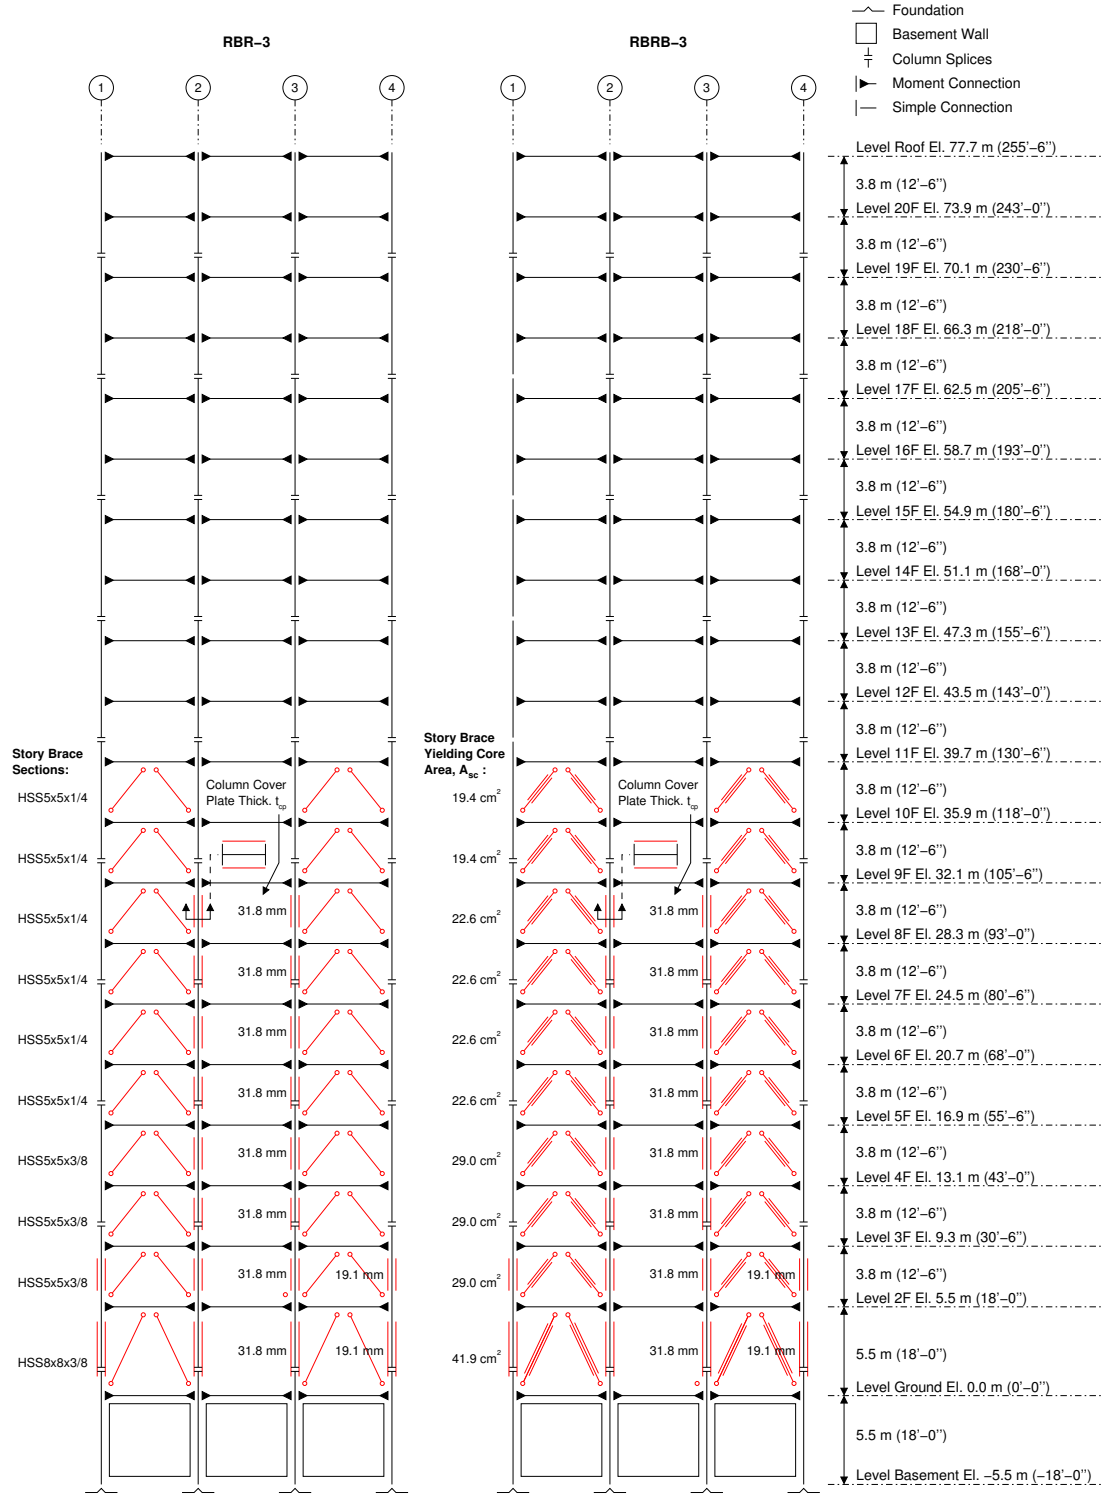 Foundation
Basement Wall
Column Splices
Moment Connection
Simple Connection
RBR−3
RBRB−3
1 2 3 4
1 2 3 4
Level Roof El. 77.7 m (255'−6'')
3.8 m (12'−6'')
Level 20F El. 73.9 m (243'−0'')
3.8 m (12'−6'')
Level 19F El. 70.1 m (230'−6'')
3.8 m (12'−6'')
Level 18F El. 66.3 m (218'−0'')
3.8 m (12'−6'')
Level 17F El. 62.5 m (205'−6'')
3.8 m (12'−6'')
Level 16F El. 58.7 m (193'−0'')
3.8 m (12'−6'')
Level 15F El. 54.9 m (180'−6'')
3.8 m (12'−6'')
Level 14F El. 51.1 m (168'−0'')
3.8 m (12'−6'')
Level 13F El. 47.3 m (155'−6'')
3.8 m (12'−6'')
Level 12F El. 43.5 m (143'−0'')
3.8 m (12'−6'')
Level 11F El. 39.7 m (130'−6'')
3.8 m (12'−6'')
Level 10F El. 35.9 m (118'−0'')
3.8 m (12'−6'')
Level 9F El. 32.1 m (105'−6'')
3.8 m (12'−6'')
Level 8F El. 28.3 m (93'−0'')
3.8 m (12'−6'')
Level 7F El. 24.5 m (80'−6'')
3.8 m (12'−6'')
Level 6F El. 20.7 m (68'−0'')
3.8 m (12'−6'')
Level 5F El. 16.9 m (55'−6'')
3.8 m (12'−6'')
Level 4F El. 13.1 m (43'−0'')
3.8 m (12'−6'')
Level 3F El. 9.3 m (30'−6'')
3.8 m (12'−6'')
Level 2F El. 5.5 m (18'−0'')
5.5 m (18'−0'')
Level Ground El. 0.0 m (0'−0'')
5.5 m (18'−0'')
Level Basement El. −5.5 m (−18'−0'')
Story Brace
Sections:
HSS5x5x1/4
HSS5x5x1/4
HSS5x5x1/4
HSS5x5x1/4
HSS5x5x1/4
HSS5x5x1/4
HSS5x5x3/8
HSS5x5x3/8
HSS5x5x3/8
HSS8x8x3/8
Column Cover
Plate Thick. tcp
31.8 mm
31.8 mm
31.8 mm
31.8 mm
31.8 mm
31.8 mm
31.8 mm 19.1 mm
31.8 mm 19.1 mm
Story Brace
Yielding Core
Area, Asc :
19.4 cm²
19.4 cm²
22.6 cm²
22.6 cm²
22.6 cm²
22.6 cm²
29.0 cm²
29.0 cm²
29.0 cm²
41.9 cm²
Column Cover
Plate Thick. tcp
31.8 mm
31.8 mm
31.8 mm
31.8 mm
31.8 mm
31.8 mm
31.8 mm 19.1 mm
31.8 mm 19.1 mm